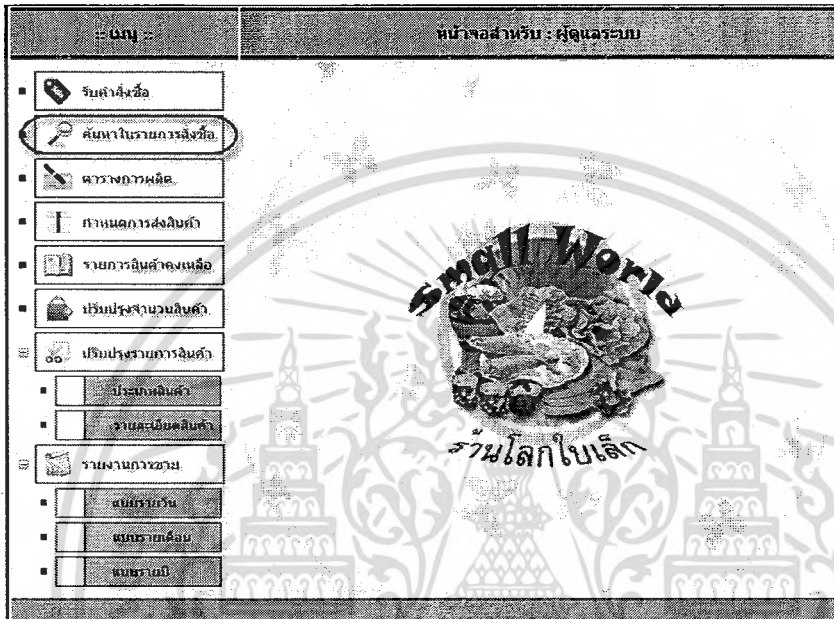 :: เมนู ::
หน้าจอสำหรับ : ผู้ดูแลระบบ
รับคำสั่งซื้อ
ค้นหาในรายการสั่งซื้อ
ตารางการผลิต
กำหนดการส่งสินค้า
รายการสินค้าคงเหลือ
ปรับปรุงจำนวนสินค้า
ปรับปรุงรายการสินค้า
ประเภทสินค้า
รายละเอียดสินค้า
รายงานการขาย
แบบรายวัน
แบบรายเดือน
แบบรายปี
Small World
ร้านโลกใบเล็ก